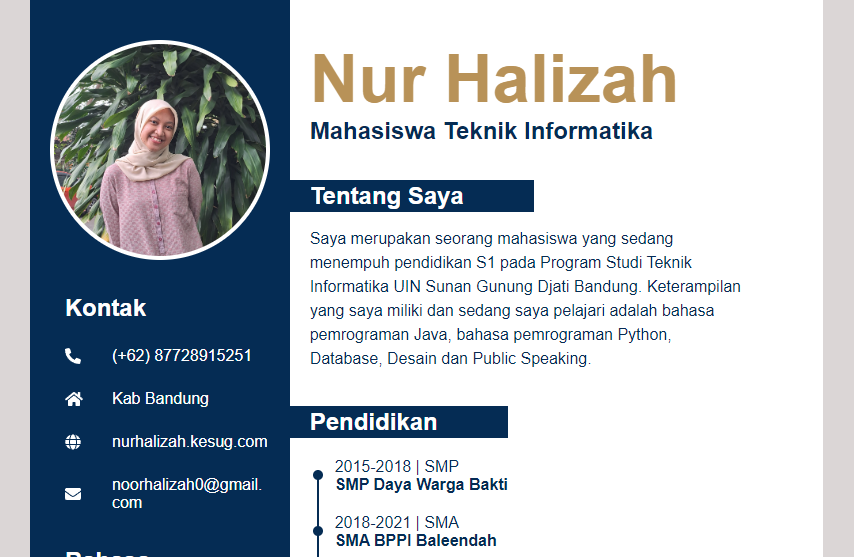 Nur Halizah
Mahasiswa Teknik Informatika
Tentang Saya
Saya merupakan seorang mahasiswa yang sedang
menempuh pendidikan S1 pada Program Studi Teknik
Informatika UIN Sunan Gunung Djati Bandung. Keterampilan
yang saya miliki dan sedang saya pelajari adalah bahasa
pemrograman Java, bahasa pemrograman Python,
Database, Desain dan Public Speaking.
Pendidikan
2015-2018 | SMP
SMP Daya Warga Bakti
2018-2021 | SMA
SMA BPPI Baleendah
Kontak
(+62) 87728915251
Kab Bandung
nurhalizah.kesug.com
noorhalizah0@gmail.
com